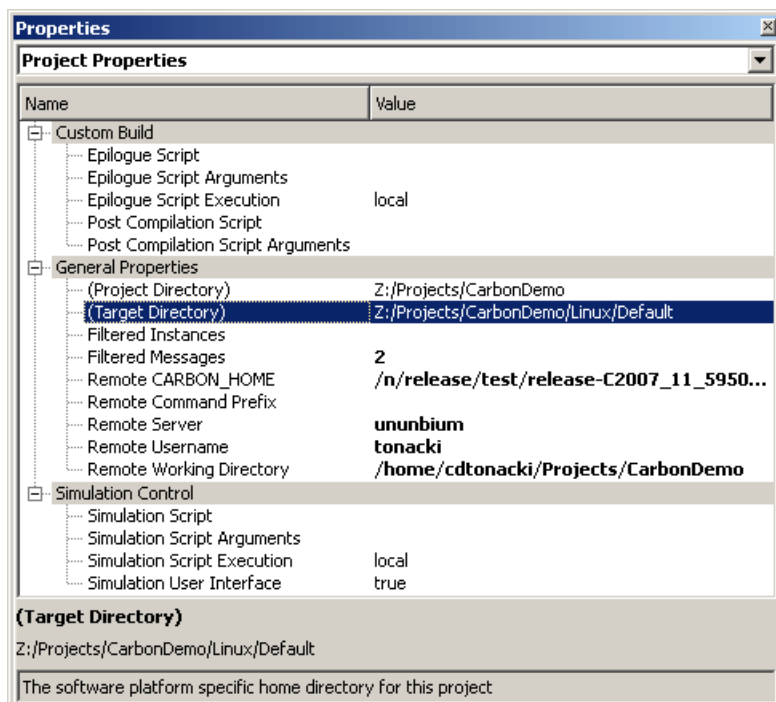 Properties
Project Properties
Name Value
Custom Build
Epilogue Script
Epilogue Script Arguments
Epilogue Script Execution local
Post Compilation Script
Post Compilation Script Arguments
General Properties
(Project Directory) Z:/Projects/CarbonDemo
(Target Directory) Z:/Projects/CarbonDemo/Linux/Default
Filtered Instances
Filtered Messages 2
Remote CARBON_HOME /n/release/test/release-C2007_11_5950...
Remote Command Prefix
Remote Server ununbium
Remote Username tonacki
Remote Working Directory /home/cdtonacki/Projects/CarbonDemo
Simulation Control
Simulation Script
Simulation Script Arguments
Simulation Script Execution local
Simulation User Interface true
(Target Directory)
Z:/Projects/CarbonDemo/Linux/Default
The software platform specific home directory for this project